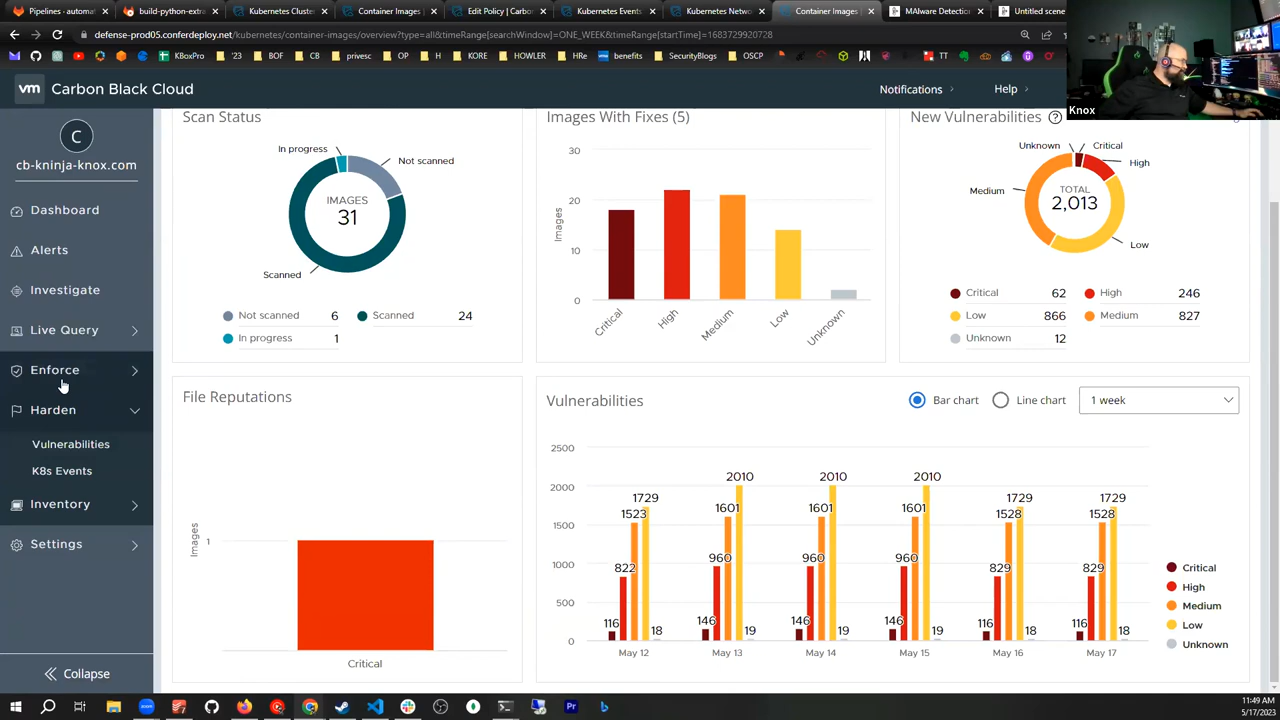 Pipelines - automat
build-python-extra
Kubernetes Cluster
Container Images
Edit Policy | Carbo
Kubernetes Events
Kubernetes Netwo
Container Images
MAlware Detection
Untitled scene
defense-prod05.conferdeploy.net/kubernetes/container-images/overview?type=all&timeRange[searchWindow]=ONE_WEEK&timeRange[startTime]=1683729920728
KBoxPro
'23
BOF
CB
privesc
H
KORE
HOWLER
HRe
benefits
SecurityBlogs
OSCP
TT
Knox
vm
Carbon Black Cloud
Notifications
Help
C
cb-kninja-knox.com
Dashboard
Alerts
Investigate
Live Query
Enforce
Harden
Vulnerabilities
K8s Events
Inventory
Settings
Collapse
Scan Status
In progress
Not scanned
IMAGES
31
Scanned
Not scanned 6
Scanned 24
In progress 1
Images With Fixes (5)
30
20
10
0
Images
Critical
High
Medium
Low
Unknown
New Vulnerabilities
Unknown
Critical
High
Medium
TOTAL
2,013
Low
Critical 62
High 246
Low 866
Medium 827
Unknown 12
File Reputations
Images
1
Critical
Vulnerabilities
Bar chart
Line chart
1 week
2500
2000
1500
1000
500
0
116 822 1523 1729 18
146 960 1601 2010 19
146 960 1601 2010 19
146 960 1601 2010 19
116 829 1528 1729 18
116 829 1528 1729 18
May 12
May 13
May 14
May 15
May 16
May 17
Critical
High
Medium
Low
Unknown
11:49 AM
5/17/2023